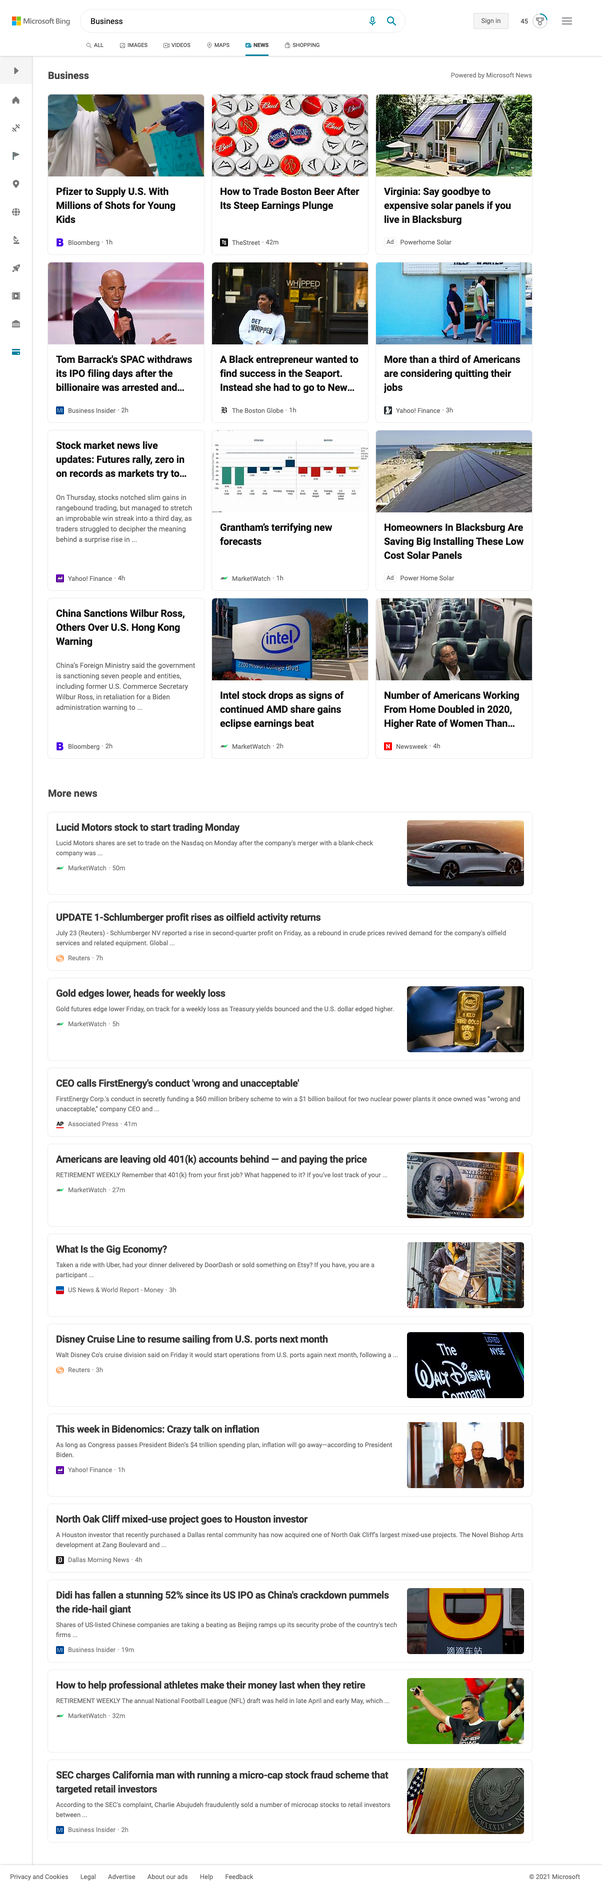 Microsoft Bing
Business
Sign in
45
ALL
IMAGES
VIDEOS
MAPS
NEWS
SHOPPING
Business
Powered by Microsoft News
Pfizer to Supply U.S. With
Millions of Shots for Young
Kids
Bloomberg · 1h
How to Trade Boston Beer After
Its Steep Earnings Plunge
TheStreet · 42m
Virginia: Say goodbye to
expensive solar panels if you
live in Blacksburg
Ad Powerhome Solar
Tom Barrack's SPAC withdraws
its IPO filing days after the
billionaire was arrested and...
Business Insider · 2h
WHIPPED
GET
WHIPPED
A Black entrepreneur wanted to
find success in the Seaport.
Instead she had to go to New...
The Boston Globe · 1h
HELP WANTED
More than a third of Americans
are considering quitting their
jobs
Yahoo! Finance · 3h
Stock market news live
updates: Futures rally, zero in
on records as markets try to...
On Thursday, stocks notched slim gains in
rangebound trading, but managed to stretch
an improbable win streak into a third day, as
traders struggled to decipher the meaning
behind a surprise rise in ...
Yahoo! Finance · 4h
Grantham's terrifying new
forecasts
MarketWatch · 1h
Homeowners In Blacksburg Are
Saving Big Installing These Low
Cost Solar Panels
Ad Power Home Solar
China Sanctions Wilbur Ross,
Others Over U.S. Hong Kong
Warning
China's Foreign Ministry said the government
is sanctioning seven people and entities,
including former U.S. Commerce Secretary
Wilbur Ross, in retaliation for a Biden
administration warning to ...
Bloomberg · 2h
intel
2200 Mission College Blvd.
Intel stock drops as signs of
continued AMD share gains
eclipse earnings beat
MarketWatch · 2h
Number of Americans Working
From Home Doubled in 2020,
Higher Rate of Women Than...
Newsweek · 4h
More news
Lucid Motors stock to start trading Monday
Lucid Motors shares are set to trade on the Nasdaq on Monday after the company's merger with a blank-check
company was ...
MarketWatch · 50m
UPDATE 1-Schlumberger profit rises as oilfield activity returns
July 23 (Reuters) - Schlumberger NV reported a rise in second-quarter profit on Friday, as a rebound in crude prices revived demand for the company's oilfield
services and related equipment. Global ...
Reuters · 7h
Gold edges lower, heads for weekly loss
Gold futures edge lower Friday, on track for a weekly loss as Treasury yields bounced and the U.S. dollar edged higher.
MarketWatch · 5h
CEO calls FirstEnergy's conduct 'wrong and unacceptable'
FirstEnergy Corp.'s conduct in secretly funding a $60 million bribery scheme to win a $1 billion bailout for two nuclear power plants it once owned was "wrong and
unacceptable," company CEO and ...
AP Associated Press · 41m
Americans are leaving old 401(k) accounts behind — and paying the price
RETIREMENT WEEKLY Remember that 401(k) from your first job? What happened to it? If you've lost track of your ...
MarketWatch · 27m
What Is the Gig Economy?
Taken a ride with Uber, had your dinner delivered by DoorDash or sold something on Etsy? If you have, you are a
participant ...
US News & World Report - Money · 3h
Disney Cruise Line to resume sailing from U.S. ports next month
Walt Disney Co's cruise division said on Friday it would start operations from U.S. ports again next month, following a ...
Reuters · 3h
LISTED
NYSE
The
Walt Disney
Company
This week in Bidenomics: Crazy talk on inflation
As long as Congress passes President Biden's $4 trillion spending plan, inflation will go away—according to President
Biden.
Yahoo! Finance · 1h
North Oak Cliff mixed-use project goes to Houston investor
A Houston investor that recently purchased a Dallas rental community has now acquired one of North Oak Cliff's largest mixed-use projects. The Novel Bishop Arts
development at Zang Boulevard and ...
Dallas Morning News · 4h
Didi has fallen a stunning 52% since its US IPO as China's crackdown pummels
the ride-hail giant
Shares of US-listed Chinese companies are taking a beating as Beijing ramps up its security probe of the country's tech
firms ...
Business Insider · 19m
滴滴车站
How to help professional athletes make their money last when they retire
RETIREMENT WEEKLY The annual National Football League (NFL) draft was held in late April and early May, which ...
MarketWatch · 32m
SEC charges California man with running a micro-cap stock fraud scheme that
targeted retail investors
According to the SEC's complaint, Charlie Abujudeh fraudulently sold a number of microcap stocks to retail investors
between ...
Business Insider · 2h
Privacy and Cookies
Legal
Advertise
About our ads
Help
Feedback
© 2021 Microsoft